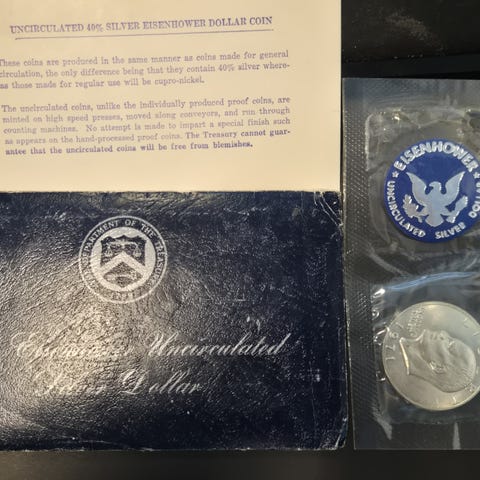 UNCIRCULATED 40% SILVER EISENHOWER DOLLAR COIN
These coins are produced in the same manner as coins made for general
circulation, the only difference being that they contain 40% silver where-
as those made for regular use will be cupro-nickel.
The uncirculated coins, unlike the individually produced proof coins, are
minted on high speed presses, moved along conveyors, and run through
counting machines. No attempt is made to impart a special finish such
as appears on the hand-processed proof coins. The Treasury cannot guar-
antee that the uncirculated coins will be free from blemishes.
DEPARTMENT OF THE TREASURY
Eisenhower Uncirculated
Silver Dollar
EISENHOWER
UNCIRCULATED SILVER DOLLAR